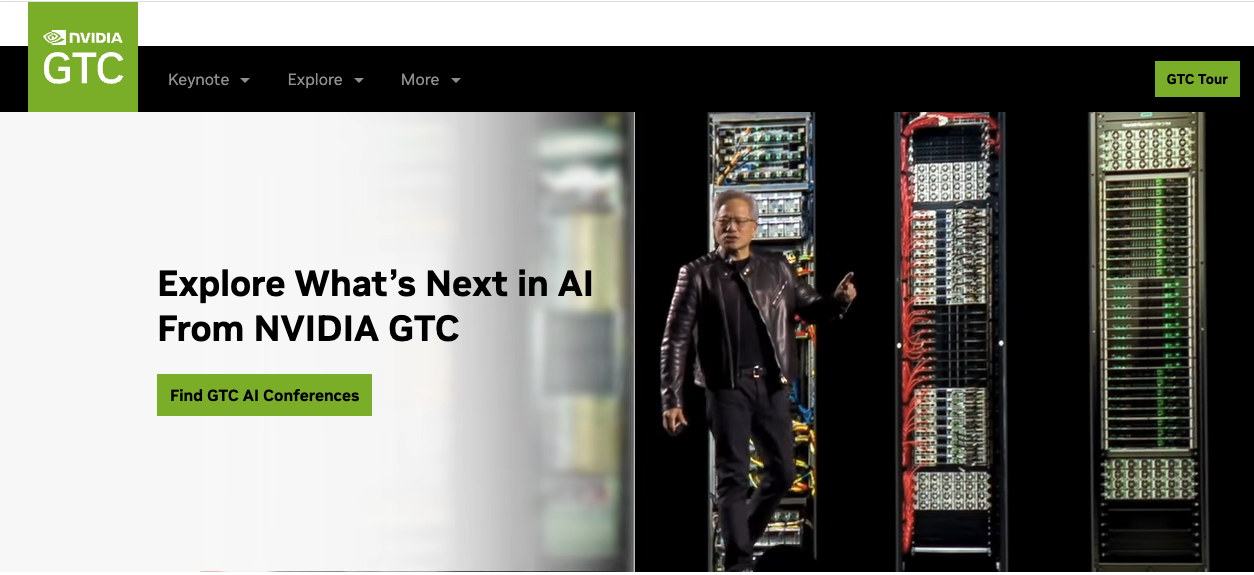 NVIDIA
GTC
Keynote
Explore
More
GTC Tour
Explore What’s Next in AI
From NVIDIA GTC
Find GTC AI Conferences